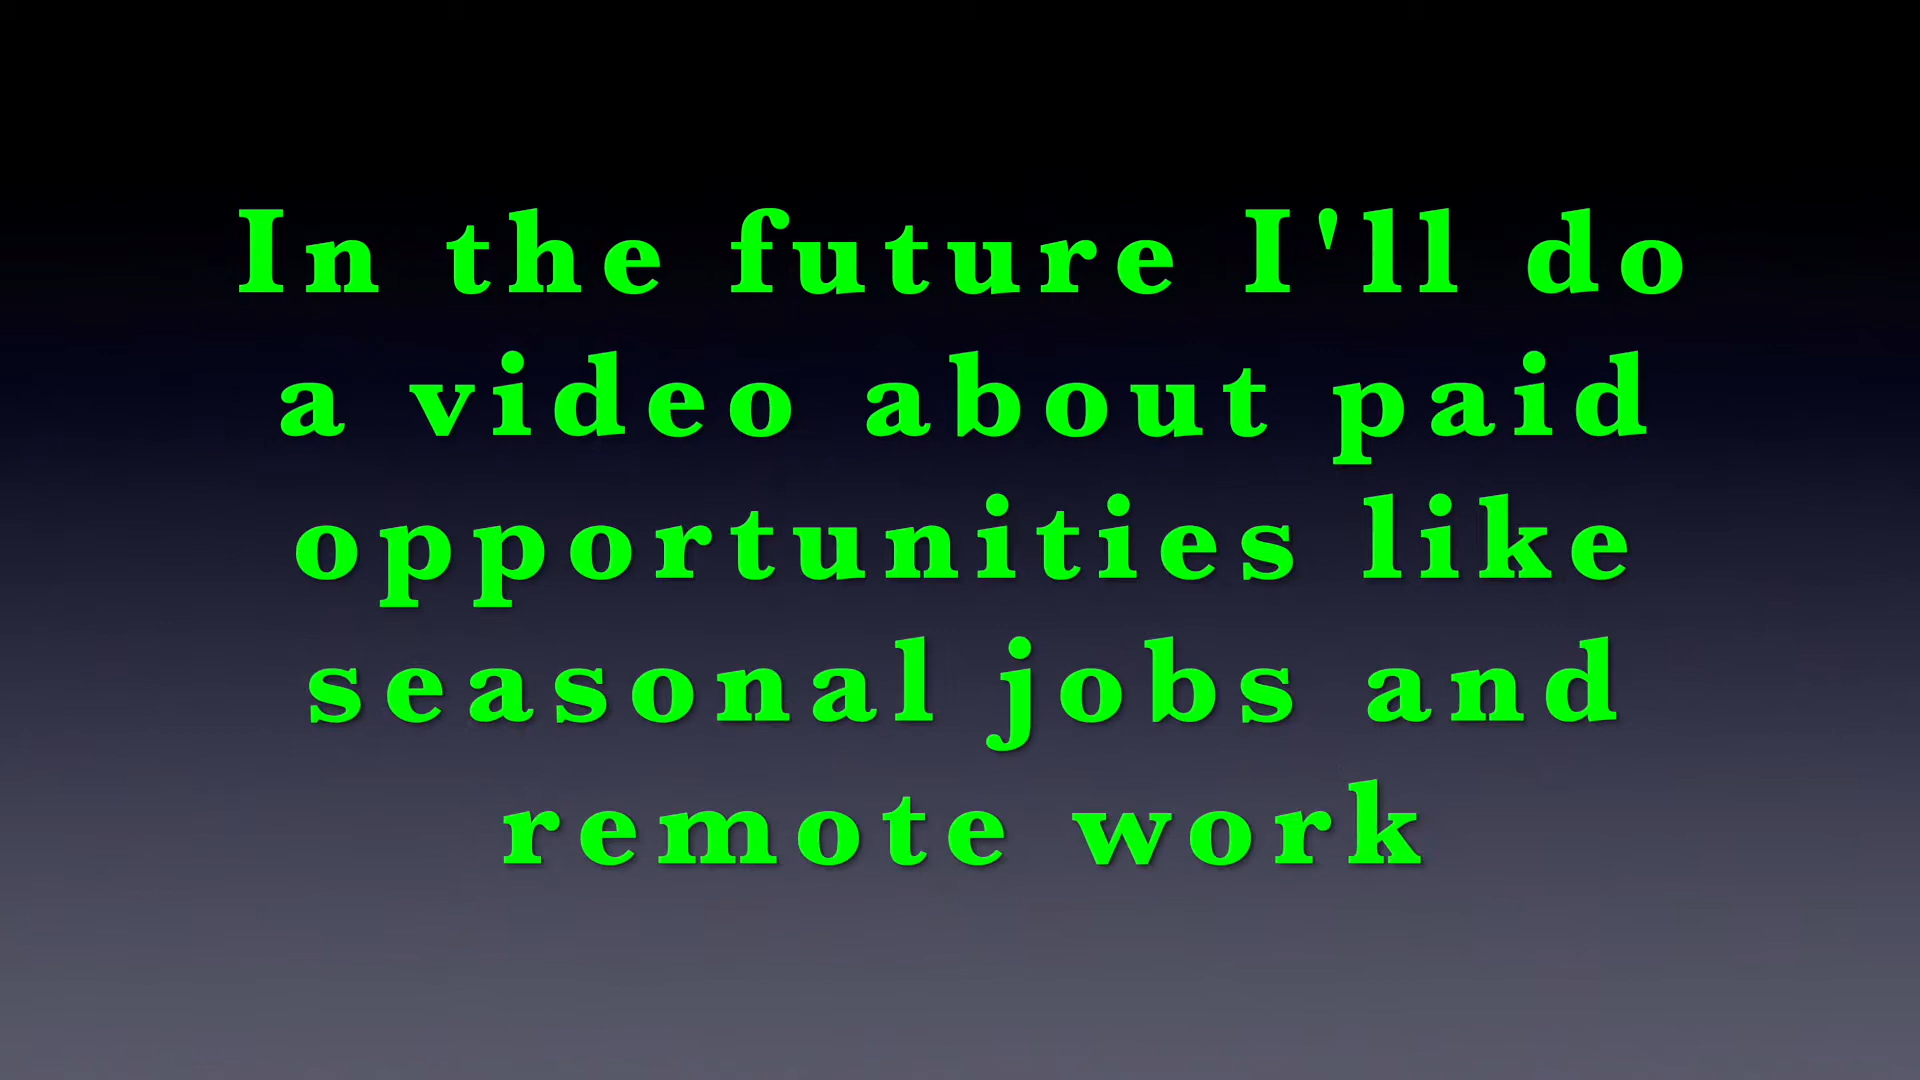 In the future I'll do
a video about paid
opportunities like
seasonal jobs and
remote work